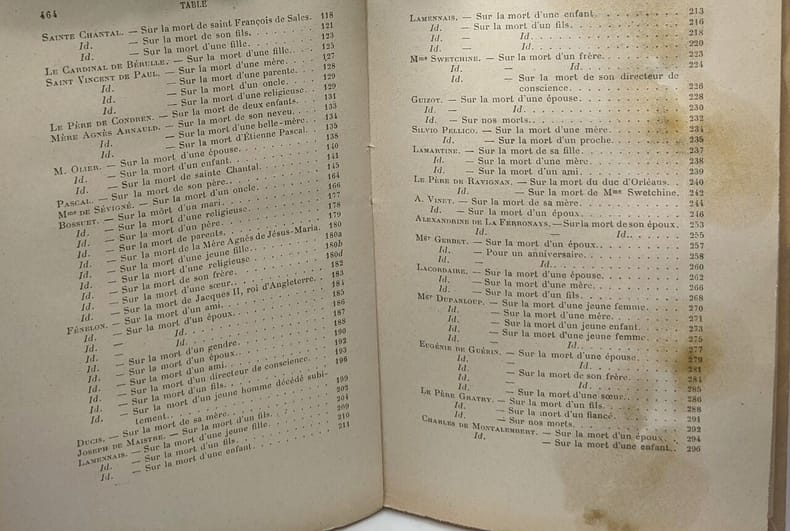 464 TABLE
SAINTE CHANTAL. — Sur la mort de saint François de Sales. 118
Id. — Sur la mort de son fils. 121
Id. — Sur la mort d'une fille. 123
LE CARDINAL DE BÉRULLE. — Sur la mort d'une fille. 125
SAINT VINCENT DE PAUL. — Sur la mort d'une mère. 127
Id. — Sur la mort d'une parente. 128
Id. — Sur la mort d'un oncle. 129
Id. — Sur la mort d'une religieuse. 129
LE PÈRE DE CONDREN. — Sur la mort de deux enfants. 131
MÈRE AGNÈS ARNAULD. — Sur la mort de son neveu. 133
Id. — Sur la mort d'une belle-mère. 134
Id. — Sur la mort d'Étienne Pascal. 135
M. OLIER. — Sur la mort d'une épouse. 138
Id. — Sur la mort d'un enfant. 140
Id. — Sur la mort de sainte Chantal. 141
PASCAL. — Sur la mort de son père. 145
Mme DE SÉVIGNÉ. — Sur la mort d'un oncle. 164
BOSSUET. — Sur la mort d'un mari. 166
Id. — Sur la mort d'une religieuse. 177
Id. — Sur la mort d'un père. 178
Id. — Sur la mort de parents. 179
Id. — Sur la mort de la Mère Agnès de Jésus-Maria. 180
Id. — Sur la mort d'une jeune fille. 180a
Id. — Sur la mort d'une religieuse. 180b
Id. — Sur la mort de son frère. 180d
Id. — Sur la mort d'une sœur. 182
Id. — Sur la mort de Jacques II, roi d'Angleterre. 183
FÉNELON. — Sur la mort d'un ami. 184
Id. — Sur la mort d'un époux. 185
Id. — Id. 186
Id. — Id. 187
Id. — Sur la mort d'un gendre. 188
Id. — Sur la mort d'un époux. 190
Id. — Sur la mort d'un ami. 192
Id. — Sur la mort d'un directeur de conscience. 193
Id. — Sur la mort d'un fils. 196
Id. — Sur la mort d'un jeune homme décédé subi-
tement. 199
DUCIS. — Sur la mort de sa mère. 202
JOSEPH DE MAISTRE. — Sur la mort d'un fils. 204
LAMENNAIS. — Sur la mort d'une jeune fille. 209
Id. — Sur la mort d'un fils. 210
Id. — Sur la mort d'une enfant. 211
LAMENNAIS. — Sur la mort d'une enfant. 213
Id. — Sur la mort d'un fils. 216
Id. — Id. 218
Id. — Id. 220
Mme SWETCHINE. — Sur la mort d'un frère. 223
Id. — Id. 224
Id. — Sur la mort de son directeur de
conscience. 226
GUIZOT. — Sur la mort d'une épouse. 228
Id. — Id. 230
Id. — Sur nos morts. 232
SILVIO PELLICO. — Sur la mort d'une mère. 234
Id. — Sur la mort d'un proche. 235
LAMARTINE. — Sur la mort de sa fille. 237
Id. — Sur la mort d'une mère. 238
Id. — Sur la mort d'un ami. 239
LE PÈRE DE RAVIGNAN. — Sur la mort du duc d'Orléans. 240
Id. — Sur la mort de Mme Swetchine. 242
A. VINET. — Sur la mort de sa mère. 244
Id. — Sur la mort d'un époux. 246
ALEXANDRINE DE LA FERRONAYS. — Sur la mort de son époux. 253
Id. — Id. 255
Mgr GERBET. — Sur la mort d'un époux. 257
Id. — Pour un anniversaire. 258
Id. — Id. 260
LACORDAIRE. — Sur la mort d'une épouse. 262
Id. — Sur la mort d'une mère. 266
Id. — Sur la mort d'un fils. 268
Mgr DUPANLOUP. — Sur la mort d'une jeune femme. 270
Id. — Sur la mort d'une mère. 271
Id. — Sur la mort d'un jeune enfant. 273
Id. — Sur la mort d'une jeune femme. 275
Id. — Id. 277
EUGÉNIE DE GUÉRIN. — Sur la mort d'une épouse. 279
Id. — Id. 281
Id. — Sur la mort de son frère. 284
Id. — Id. 285
Id. — Sur la mort d'une sœur. 286
LE PÈRE GRATRY. — Sur la mort d'un fils. 288
Id. — Sur la mort d'un fiancé. 291
Id. — Sur nos morts. 292
CHARLES DE MONTALEMBERT. — Sur la mort d'un époux. 294
Id. — Sur la mort d'une enfant. 296